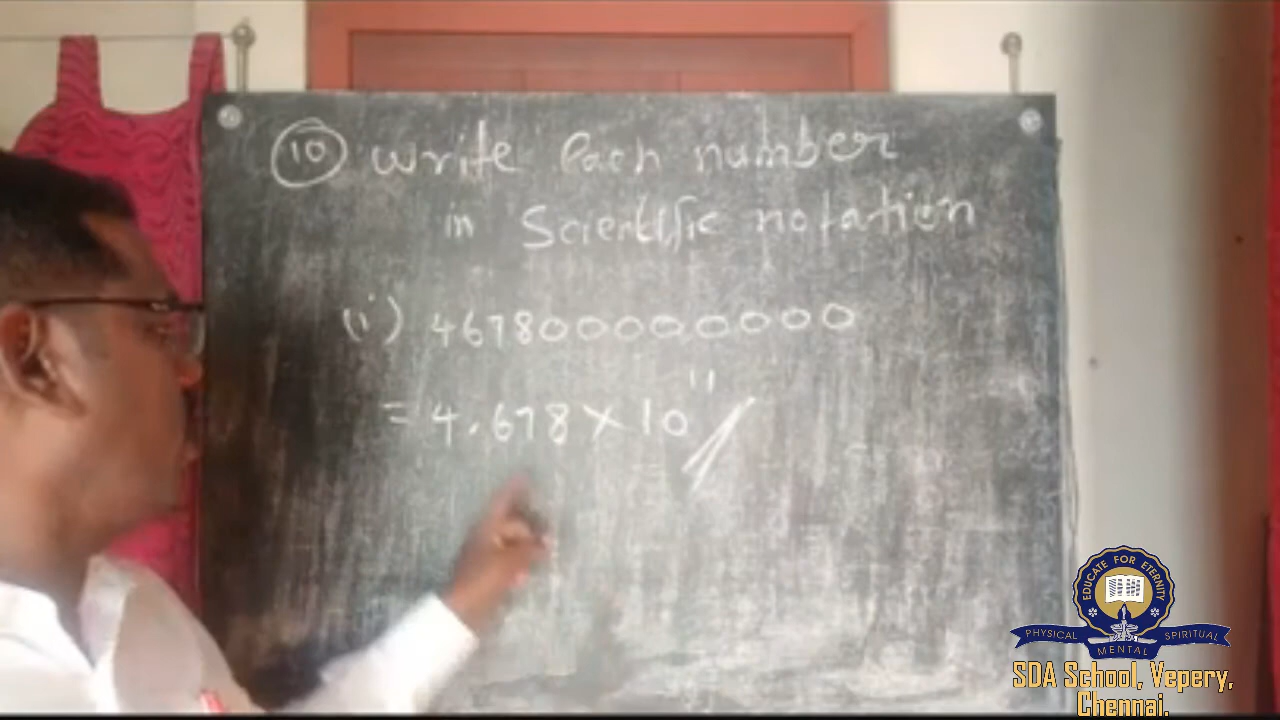 (10) Write Each number
in Scientific notation
(i) 467800000000
= 4.678 × 10¹¹ //
EDUCATE FOR ETERNITY
PHYSICAL MENTAL SPIRITUAL
SDA School, Vepery,
Chennai.